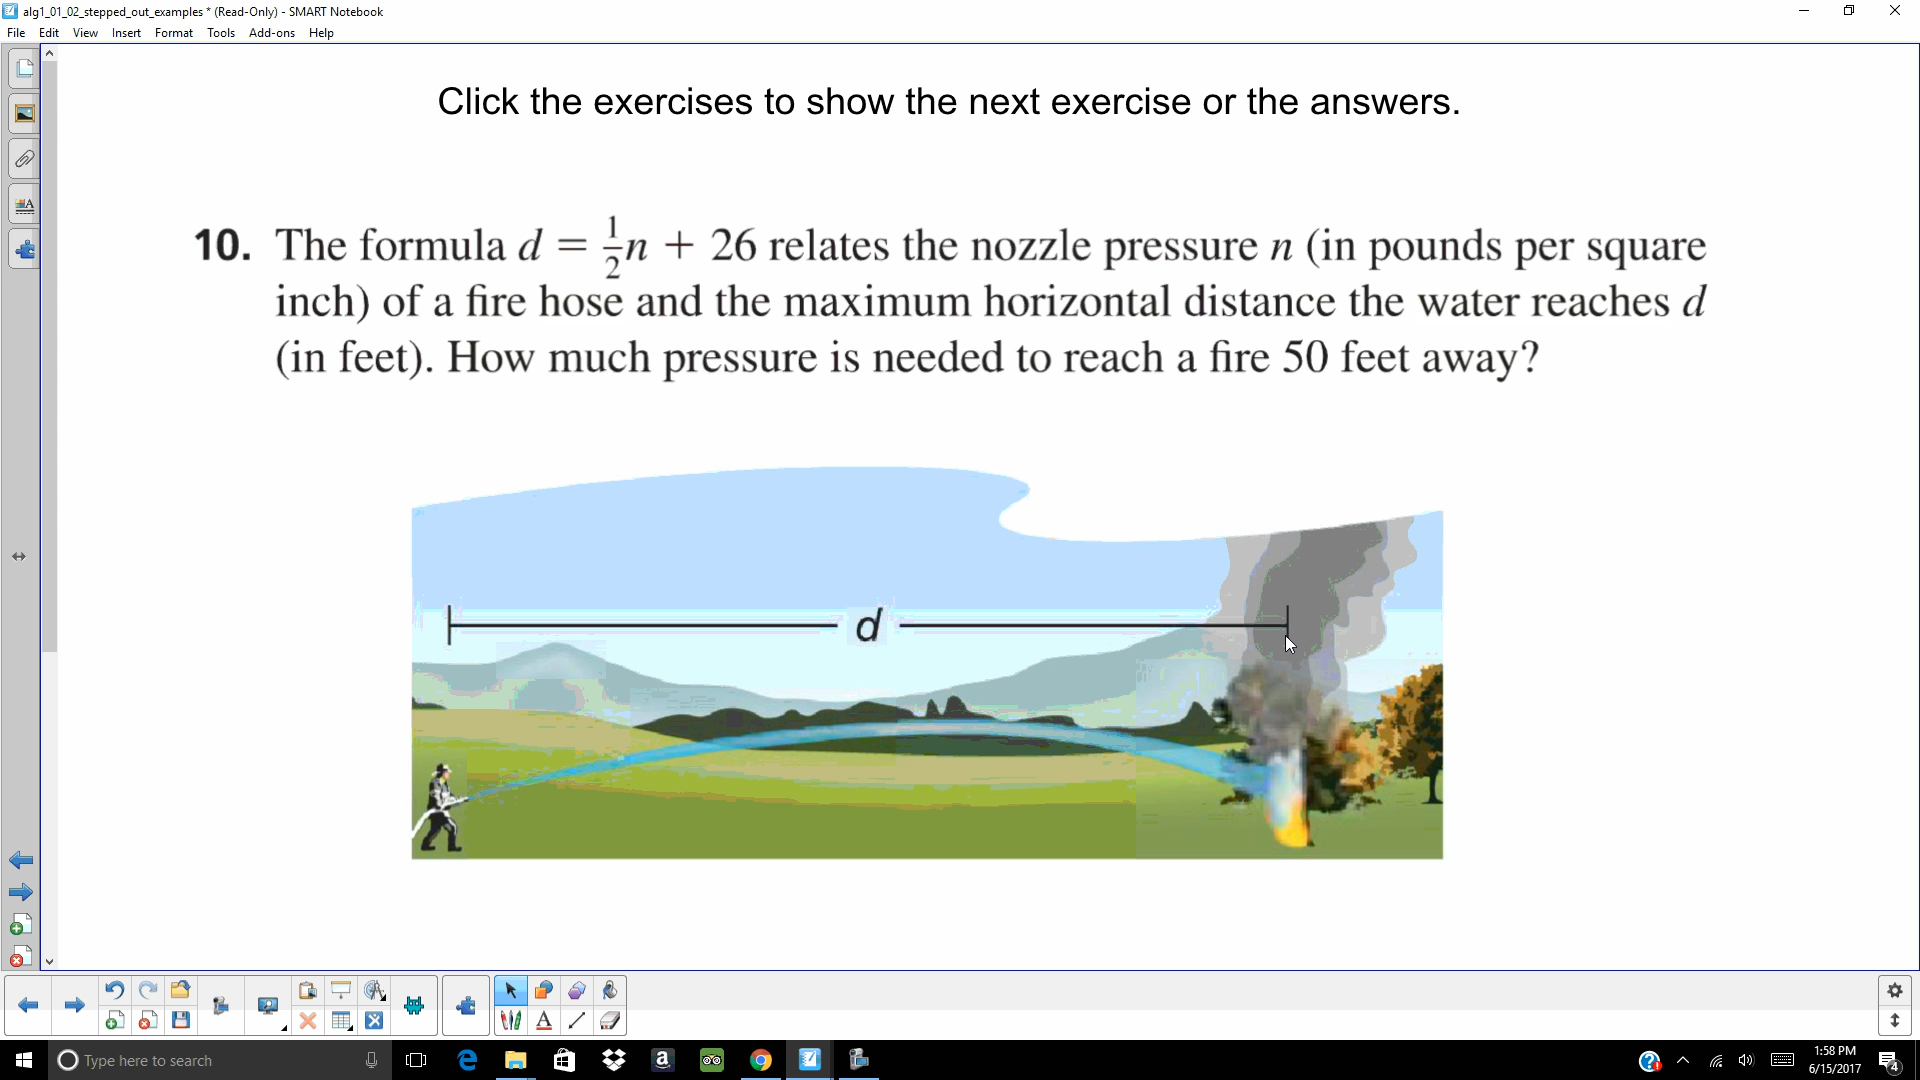 alg1_01_02_stepped_out_examples * (Read-Only) - SMART Notebook
File Edit View Insert Format Tools Add-ons Help
Click the exercises to show the next exercise or the answers.
10. The formula d = 1/2 n + 26 relates the nozzle pressure n (in pounds per square
inch) of a fire hose and the maximum horizontal distance the water reaches d
(in feet). How much pressure is needed to reach a fire 50 feet away?
d
Type here to search
1:58 PM
6/15/2017
4